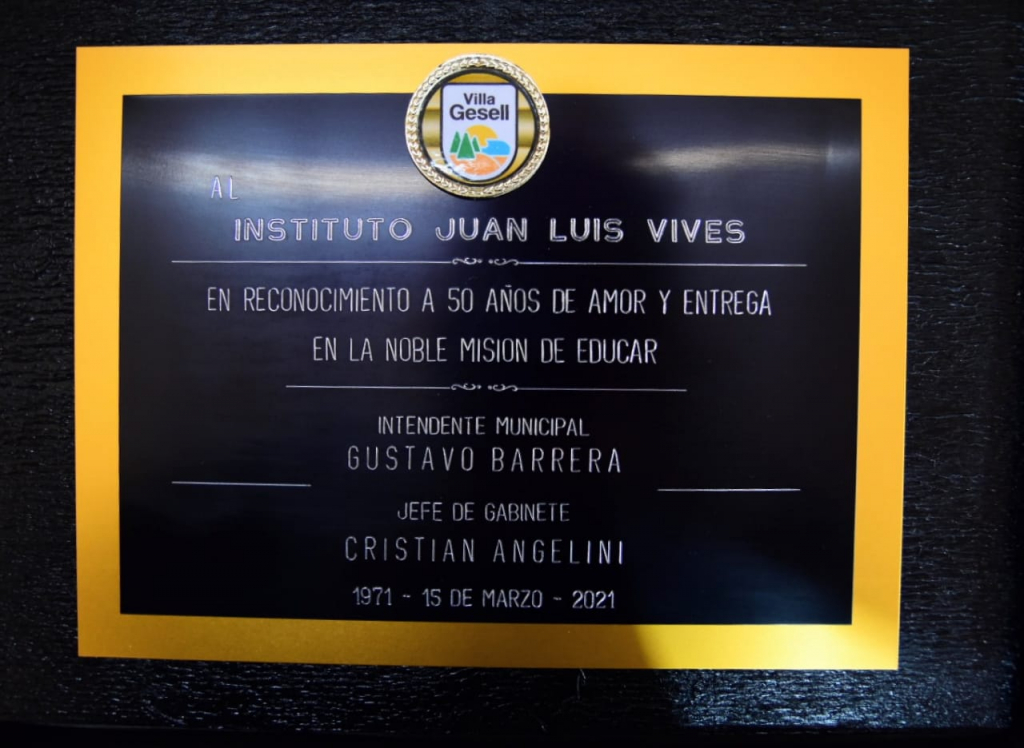 Villa
Gesell
AL
INSTITUTO JUAN LUIS VIVES
EN RECONOCIMIENTO A 50 AÑOS DE AMOR Y ENTREGA
EN LA NOBLE MISION DE EDUCAR
INTENDENTE MUNICIPAL
GUSTAVO BARRERA
JEFE DE GABINETE
CRISTIAN ANGELINI
1971 - 15 DE MARZO - 2021